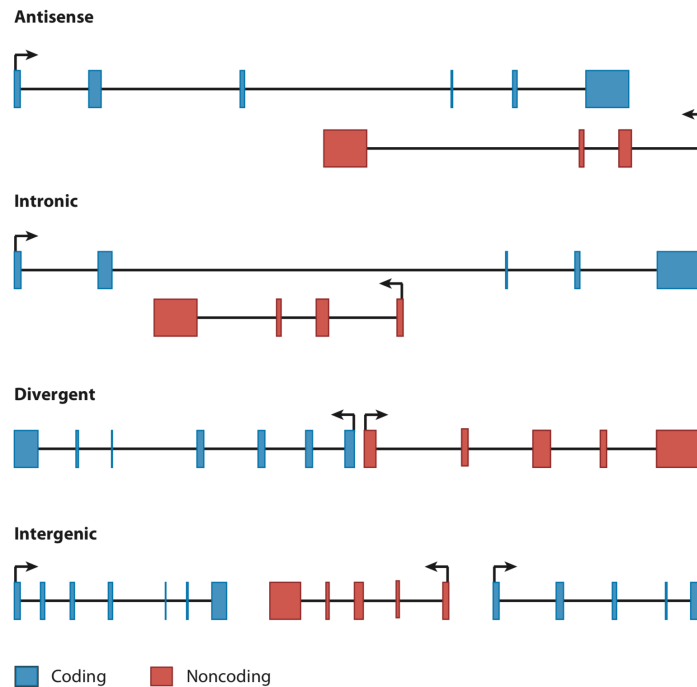 Antisense
Intronic
Divergent
Intergenic
Coding Noncoding